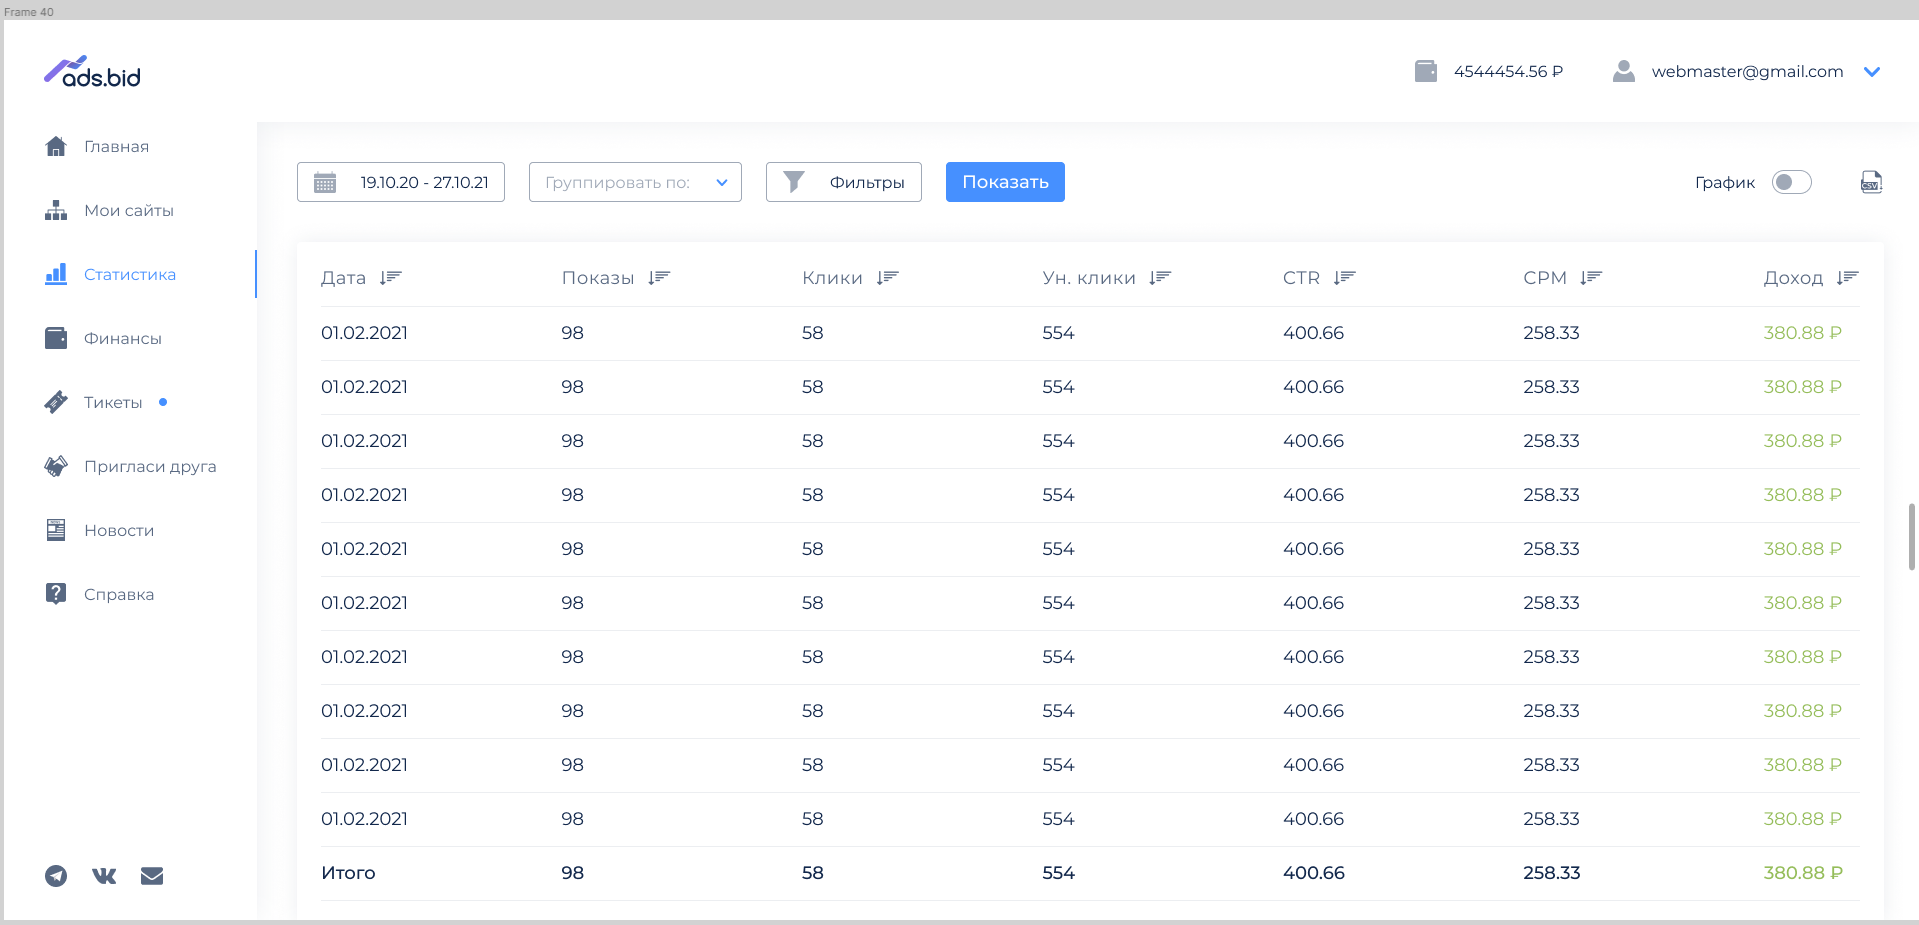 Frame 40
ads.bid
4544454.56 ₽ webmaster@gmail.com
Главная
Мои сайты
Статистика
Финансы
Тикеты
Пригласи друга
Новости
Справка
19.10.20 - 27.10.21 Группировать по: Фильтры Показать График CSV
Дата Показы Клики Ун. клики CTR CPM Доход
01.02.2021 98 58 554 400.66 258.33 380.88 ₽
01.02.2021 98 58 554 400.66 258.33 380.88 ₽
01.02.2021 98 58 554 400.66 258.33 380.88 ₽
01.02.2021 98 58 554 400.66 258.33 380.88 ₽
01.02.2021 98 58 554 400.66 258.33 380.88 ₽
01.02.2021 98 58 554 400.66 258.33 380.88 ₽
01.02.2021 98 58 554 400.66 258.33 380.88 ₽
01.02.2021 98 58 554 400.66 258.33 380.88 ₽
01.02.2021 98 58 554 400.66 258.33 380.88 ₽
01.02.2021 98 58 554 400.66 258.33 380.88 ₽
Итого 98 58 554 400.66 258.33 380.88 ₽